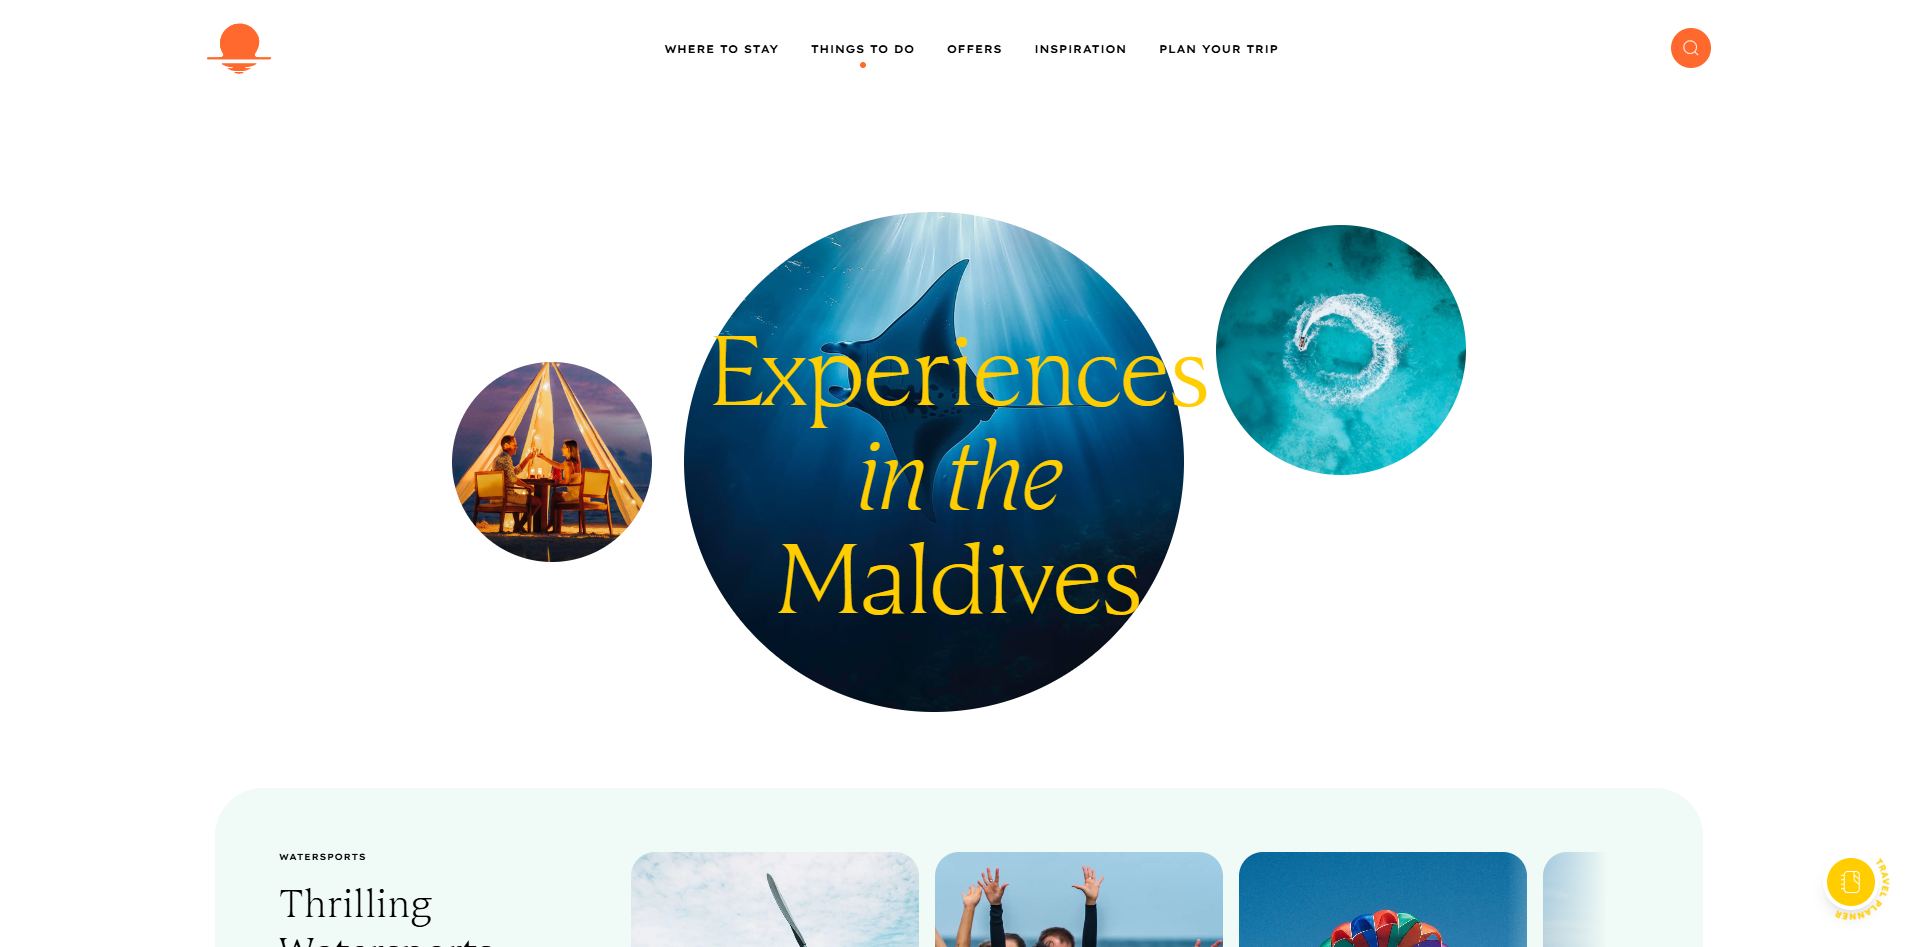 WHERE TO STAY
THINGS TO DO
OFFERS
INSPIRATION
PLAN YOUR TRIP
Experiences
in the
Maldives
WATERSPORTS
Thrilling
Watersports
TRAVEL PLANNER